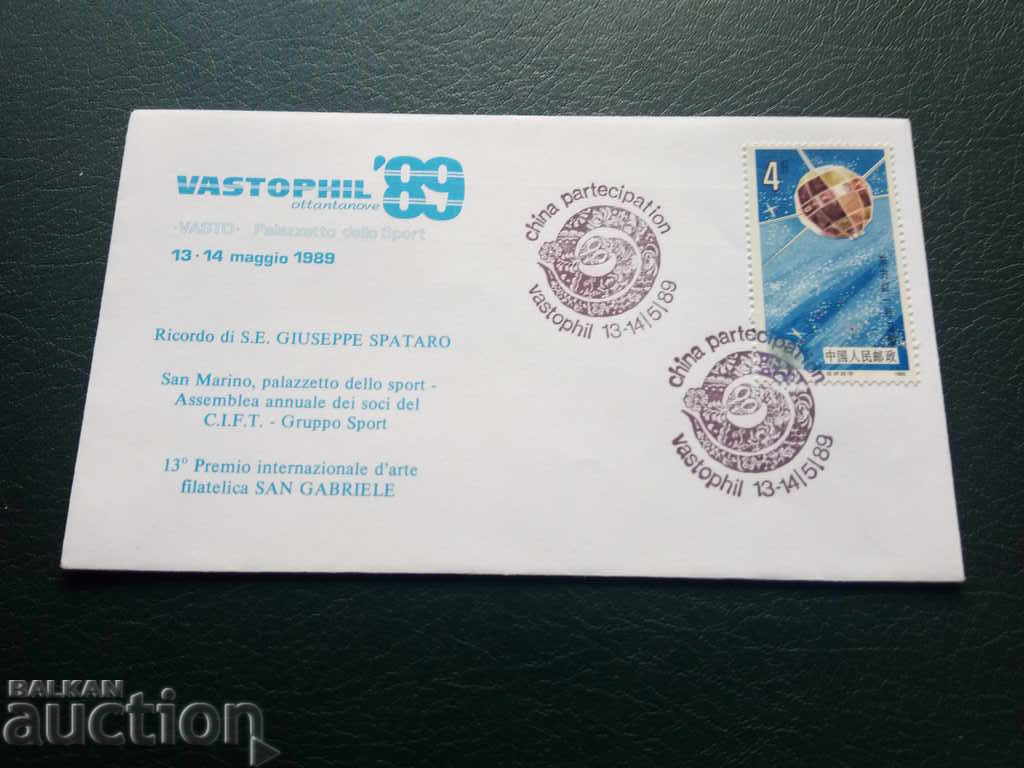 VASTOPHIL '89
ottantanove
·VASTO· Palazzetto dello Sport
13·14 maggio 1989
Ricordo di S.E. GIUSEPPE SPATARO
San Marino, palazzetto dello sport -
Assemblea annuale dei soci del
C.I.F.T. - Gruppo Sport
13° Premio internazionale d'arte
filatelica SAN GABRIELE
china partecipation
vastophil 13-14|5|89
4
中国人民邮政
china partecipation
vastophil 13-14|5|89
BALKAN
auction